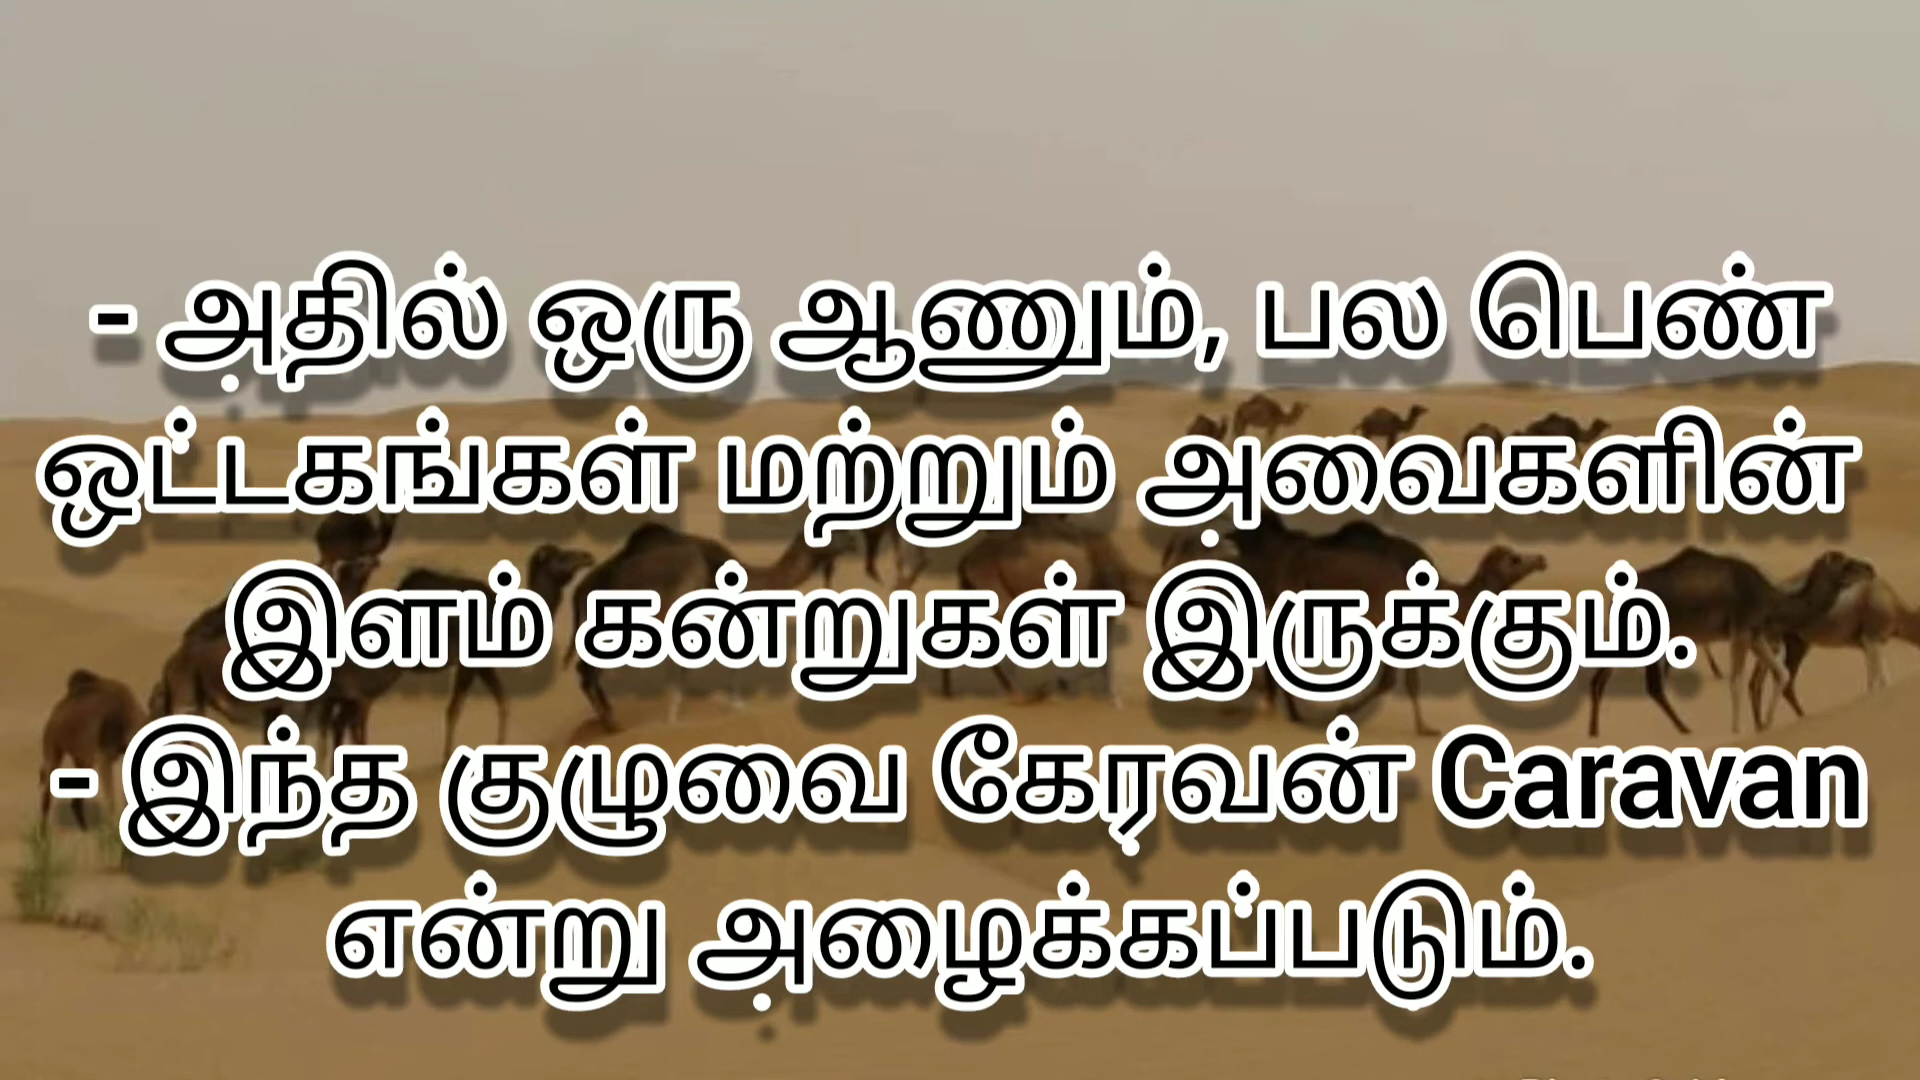 - அதில் ஒரு ஆணும், பல பெண்
ஒட்டகங்கள் மற்றும் அவைகளின்
இளம் கன்றுகள் இருக்கும்.
- இந்த குழுவை கேரவன் Caravan
என்று அழைக்கப்படும்.